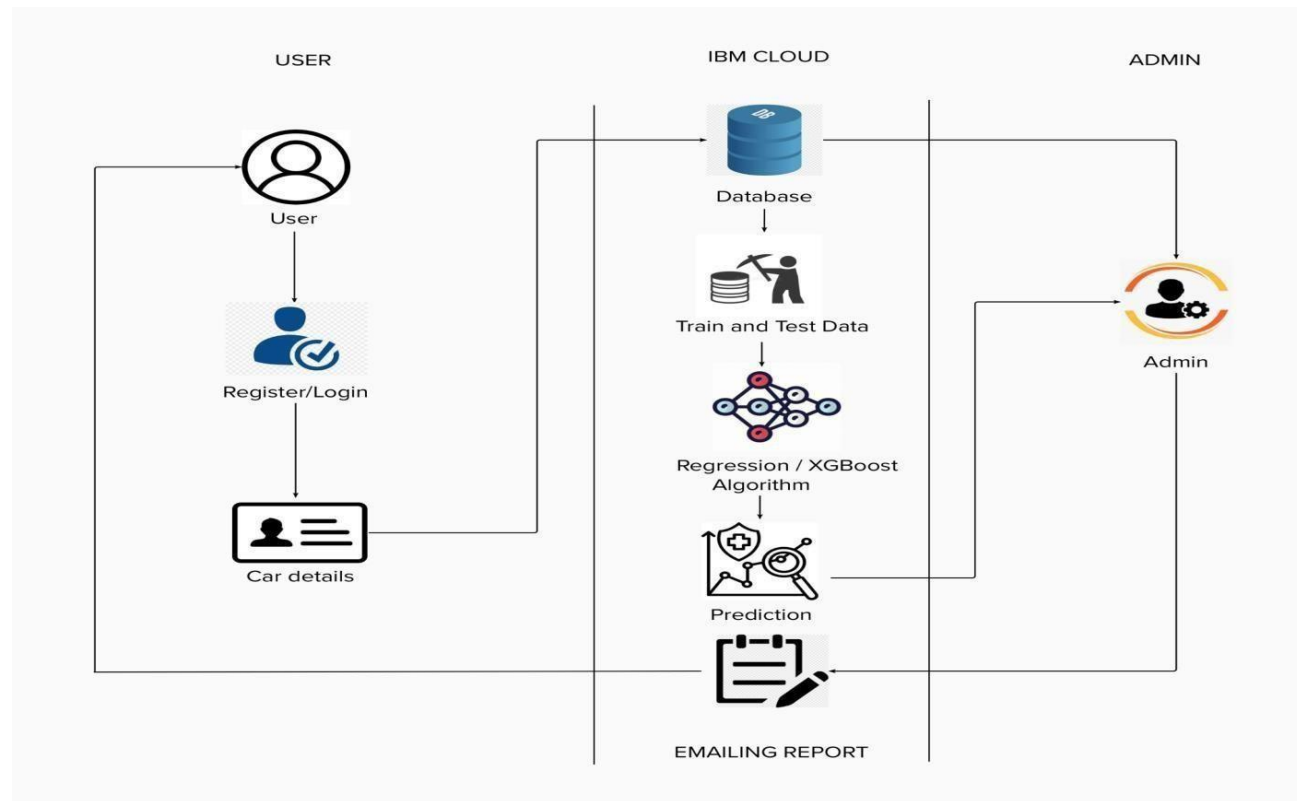 USER
IBM CLOUD
ADMIN
DB
User
Database
Register/Login
Train and Test Data
Admin
Regression / XGBoost
Algorithm
Car details
Prediction
EMAILING REPORT